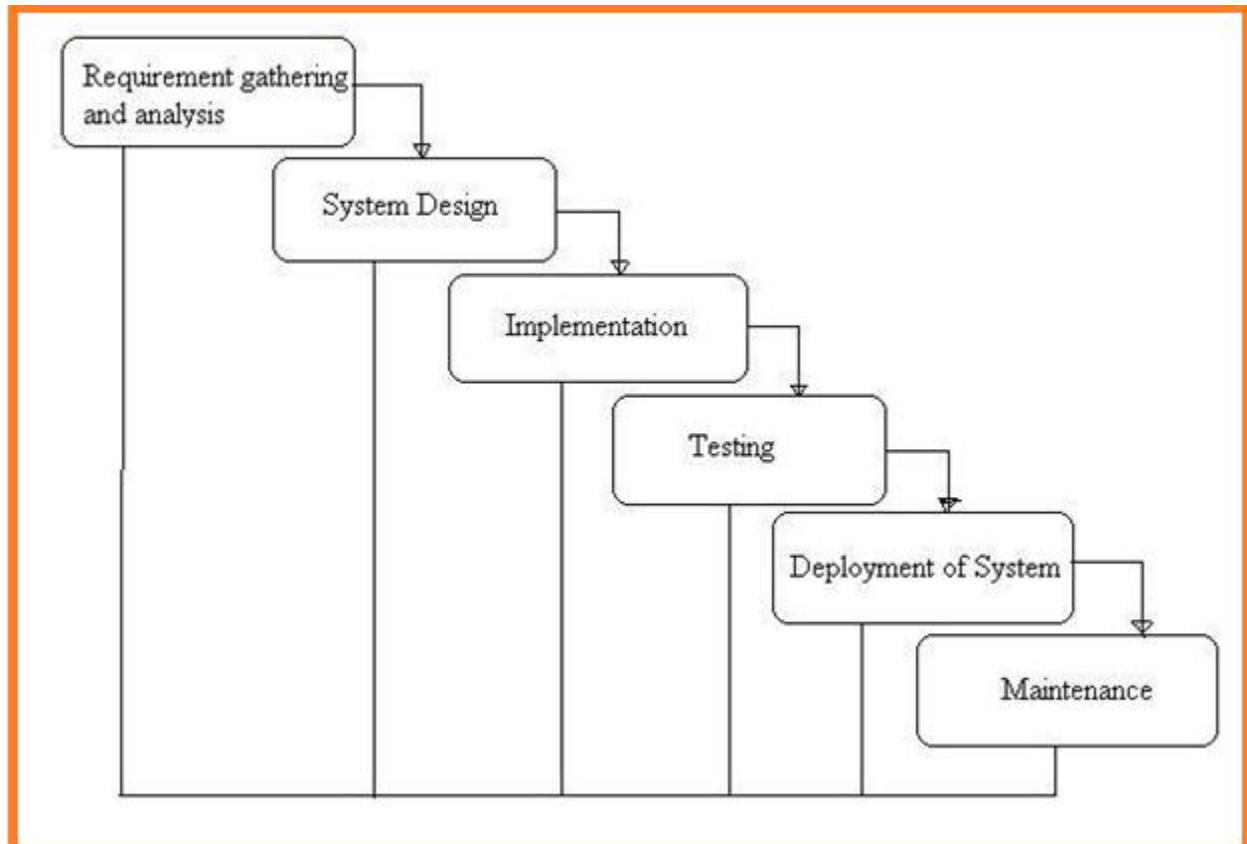 Requirement gathering
and analysis
System Design
Implementation
Testing
Deployment of System
Maintenance